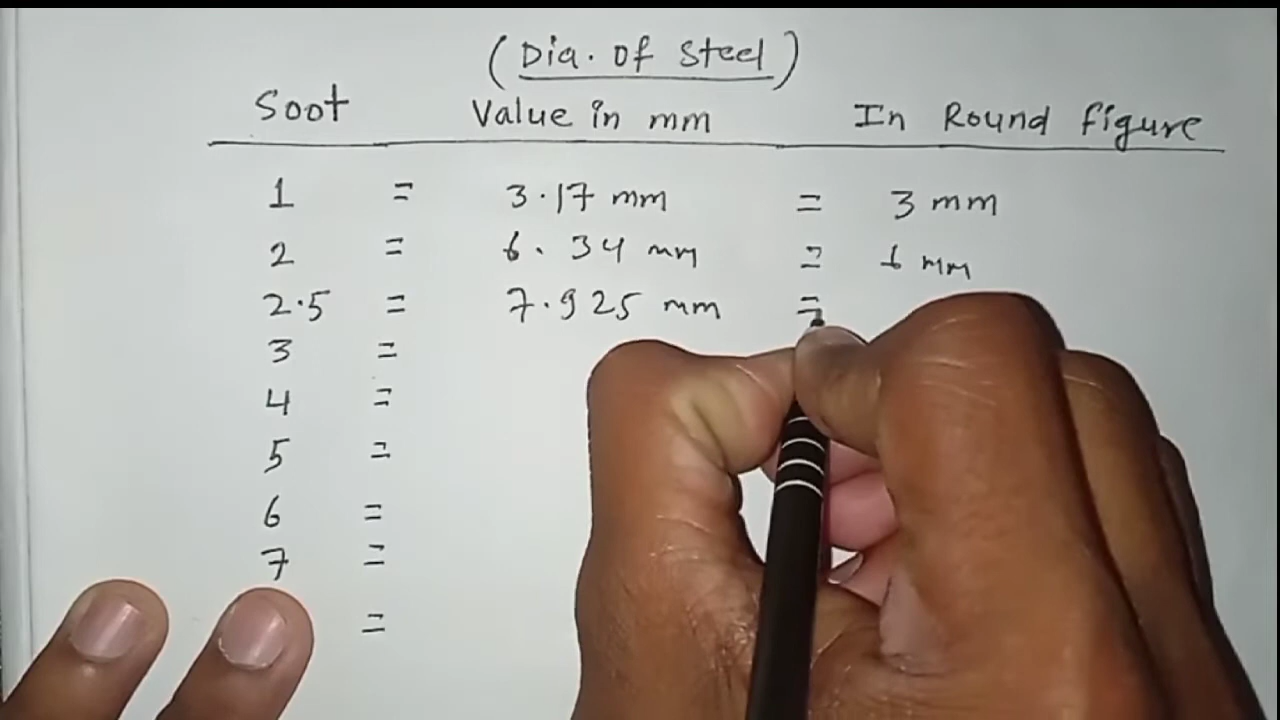 (Dia. Of Steel)
Soot Value in mm In Round figure
1 = 3.17 mm = 3 mm
2 = 6.34 mm = 6 mm
2.5 = 7.925 mm =
3 =
4 =
5 =
6 =
7 =
=